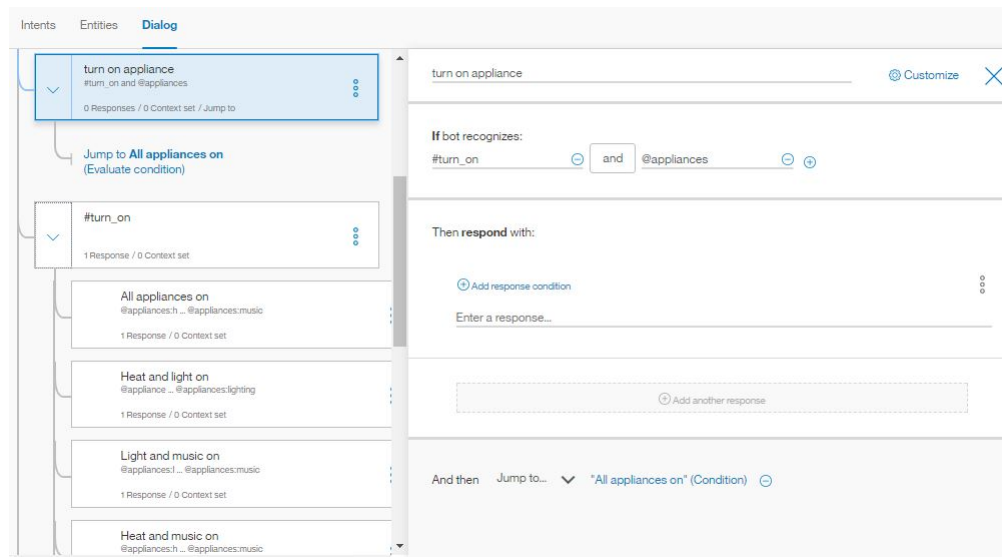 Intents Entities Dialog
turn on appliance
#turn_on and @appliances
0 Responses / 0 Context set / Jump to
Jump to All appliances on
(Evaluate condition)
#turn_on
1 Response / 0 Context set
All appliances on
@appliances:h ... @appliances:music
1 Response / 0 Context set
Heat and light on
@appliance ... @appliances:lighting
1 Response / 0 Context set
Light and music on
@appliances:l ... @appliances:music
1 Response / 0 Context set
Heat and music on
@appliances:h ... @appliances:music
turn on appliance
Customize
If bot recognizes:
#turn_on and @appliances
Then respond with:
Add response condition
Enter a response...
Add another response
And then Jump to... "All appliances on" (Condition)